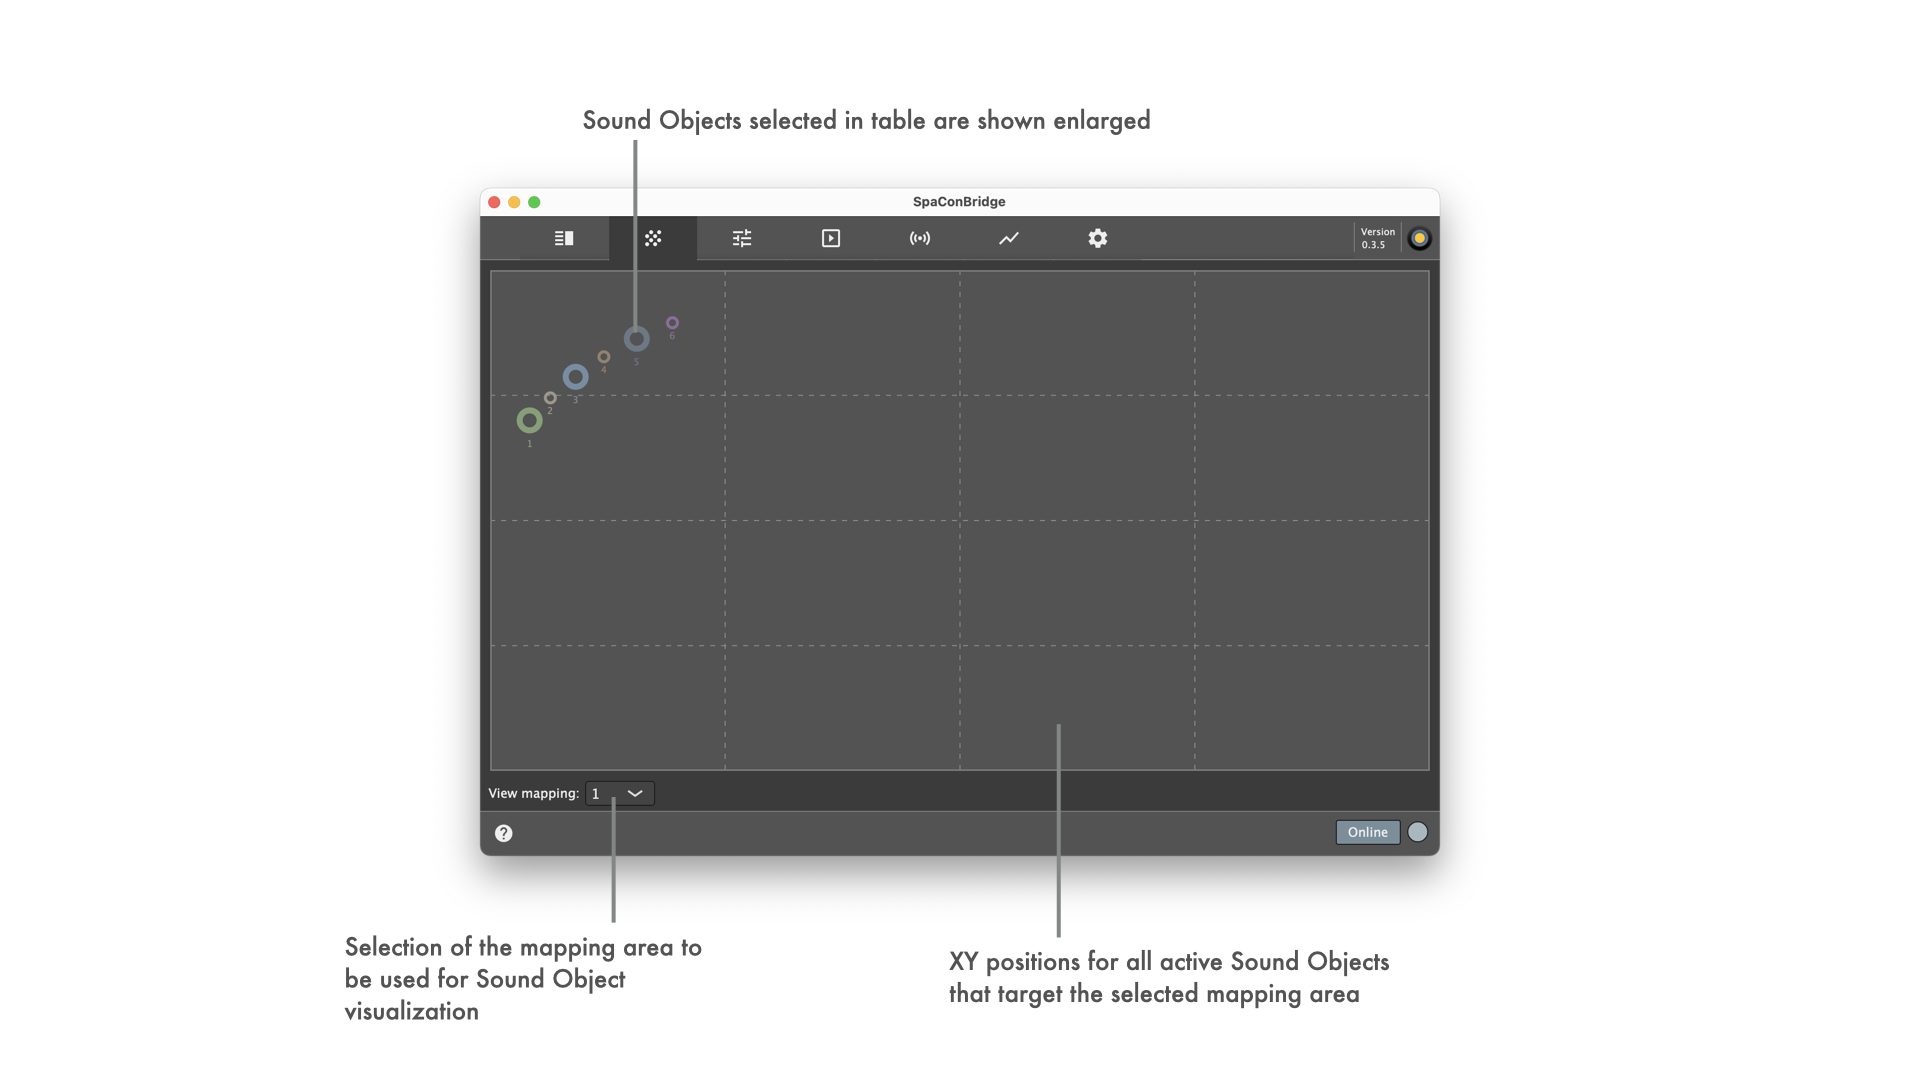 Sound Objects selected in table are shown enlarged
SpaConBridge
Version
0.3.5
6
5
4
3
2
1
View mapping: 1
?
Online
Selection of the mapping area to
be used for Sound Object
visualization
XY positions for all active Sound Objects
that target the selected mapping area